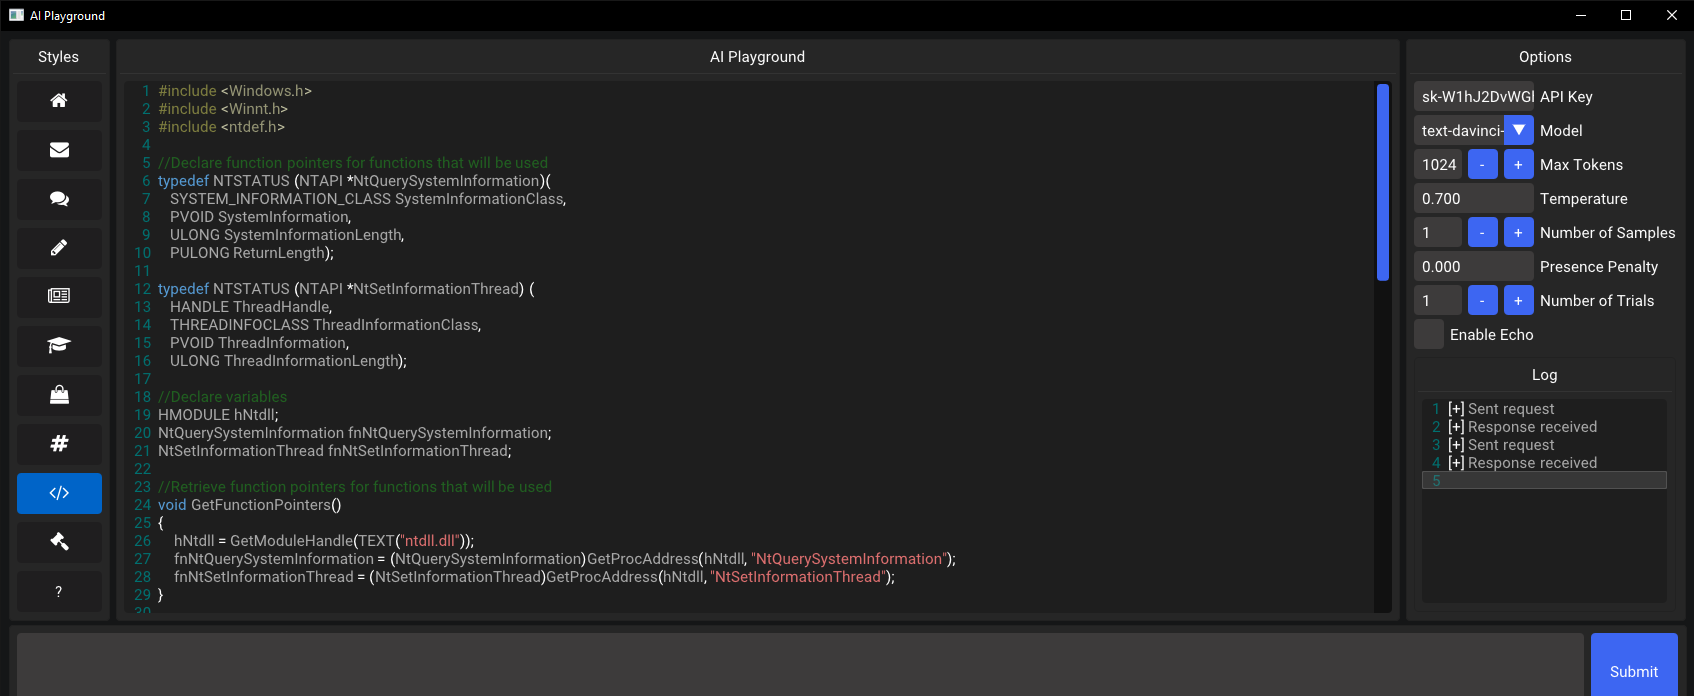 AI Playground
Styles
?
AI Playground
1 #include <Windows.h>
2 #include <Winnt.h>
3 #include <ntdef.h>
4
5 //Declare function pointers for functions that will be used
6 typedef NTSTATUS (NTAPI *NtQuerySystemInformation)(
7 SYSTEM_INFORMATION_CLASS SystemInformationClass,
8 PVOID SystemInformation,
9 ULONG SystemInformationLength,
10 PULONG ReturnLength);
11
12 typedef NTSTATUS (NTAPI *NtSetInformationThread) (
13 HANDLE ThreadHandle,
14 THREADINFOCLASS ThreadInformationClass,
15 PVOID ThreadInformation,
16 ULONG ThreadInformationLength);
17
18 //Declare variables
19 HMODULE hNtdll;
20 NtQuerySystemInformation fnNtQuerySystemInformation;
21 NtSetInformationThread fnNtSetInformationThread;
22
23 //Retrieve function pointers for functions that will be used
24 void GetFunctionPointers()
25 {
26 hNtdll = GetModuleHandle(TEXT("ntdll.dll"));
27 fnNtQuerySystemInformation = (NtQuerySystemInformation)GetProcAddress(hNtdll, "NtQuerySystemInformation");
28 fnNtSetInformationThread = (NtSetInformationThread)GetProcAddress(hNtdll, "NtSetInformationThread");
29 }
30
Options
sk-W1hJ2DvWGl API Key
text-davinci- Model
1024 - + Max Tokens
0.700 Temperature
1 - + Number of Samples
0.000 Presence Penalty
1 - + Number of Trials
Enable Echo
Log
1 [+] Sent request
2 [+] Response received
3 [+] Sent request
4 [+] Response received
5
Submit